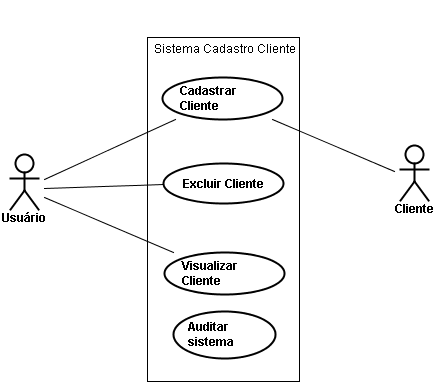 Sistema Cadastro Cliente
Cadastrar
Cliente
Excluir Cliente
Usuário
Cliente
Visualizar
Cliente
Auditar
sistema